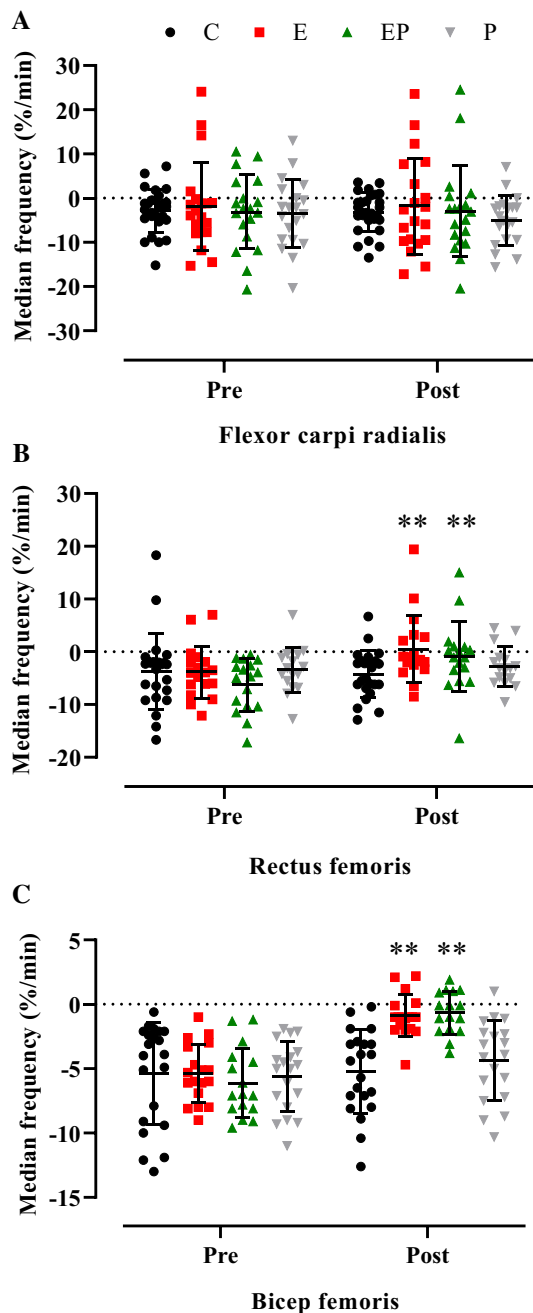 A
C E EP P
Median frequency (%/min)
30
20
10
0
-10
-20
-30
Pre Post
Flexor carpi radialis
B
Median frequency (%/min)
30
20
10
0
-10
-20
** **
Pre Post
Rectus femoris
C
Median frequency (%/min)
5
0
-5
-10
-15
** **
Pre Post
Bicep femoris